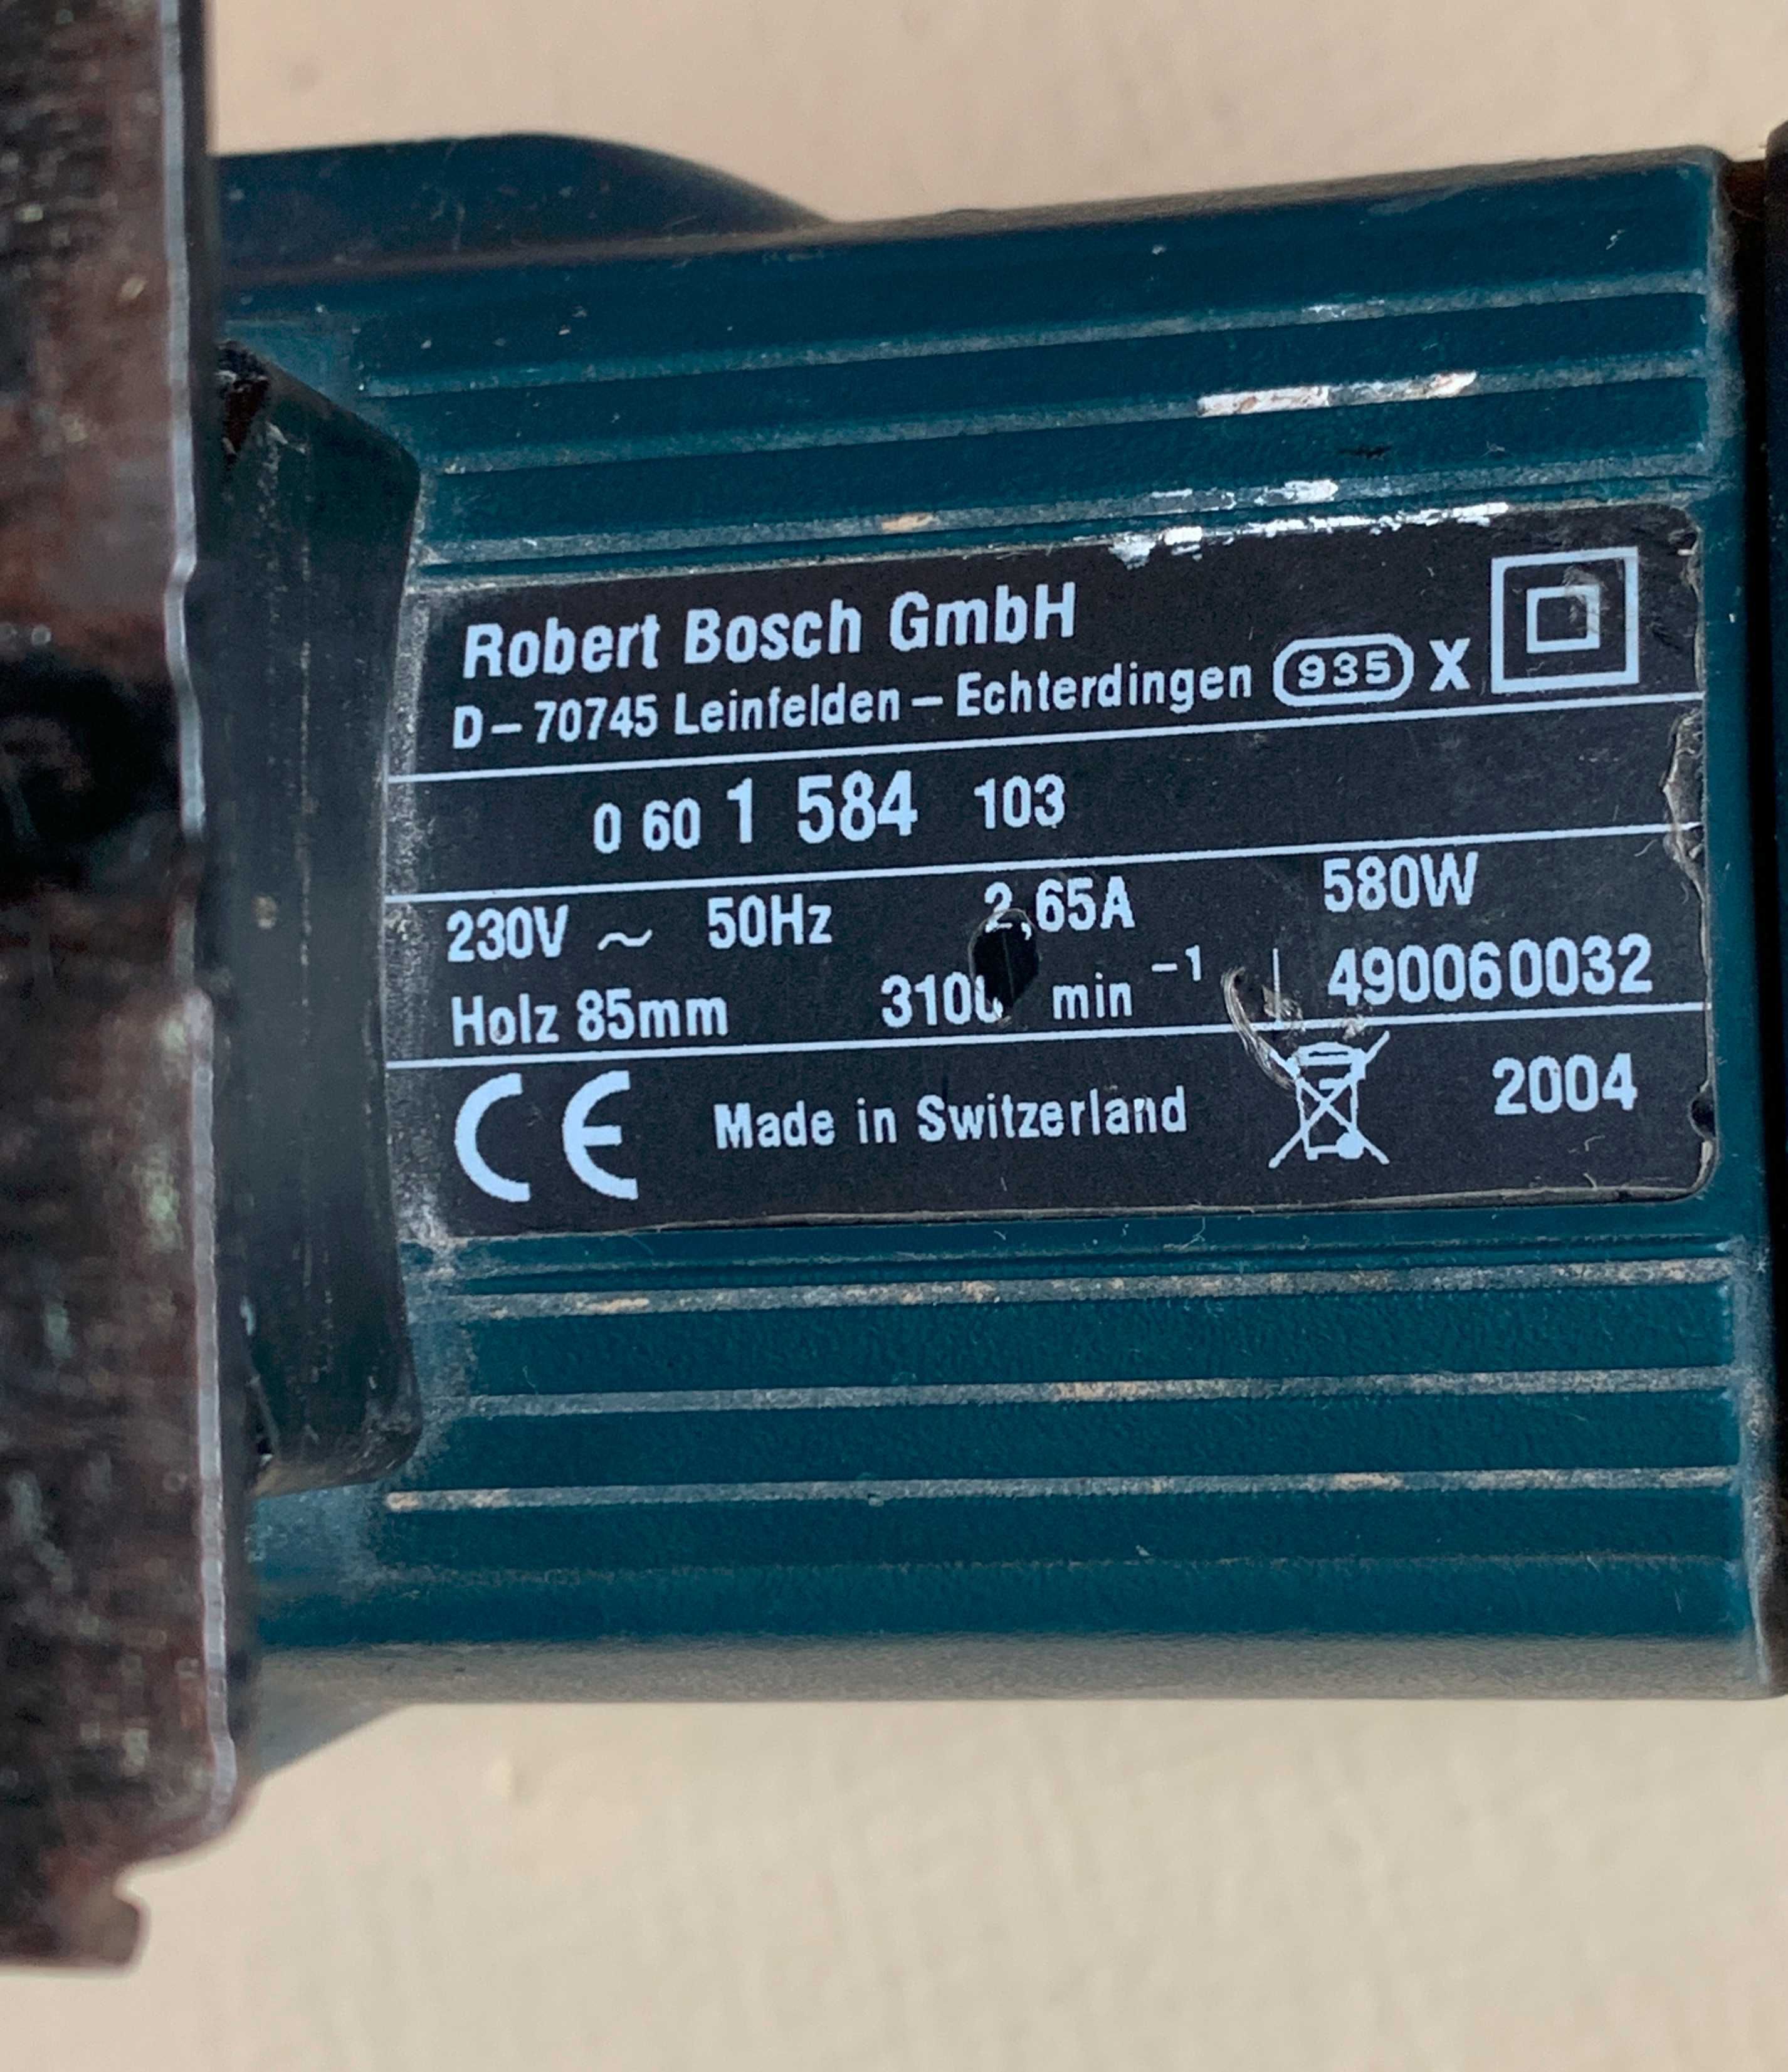 Robert Bosch GmbH
D – 70745 Leinfelden – Echterdingen 935 X
0 60 1 584 103
230V ~ 50Hz 2,65A 580W
Holz 85mm 3100 min⁻¹ 490060032
CE Made in Switzerland 2004